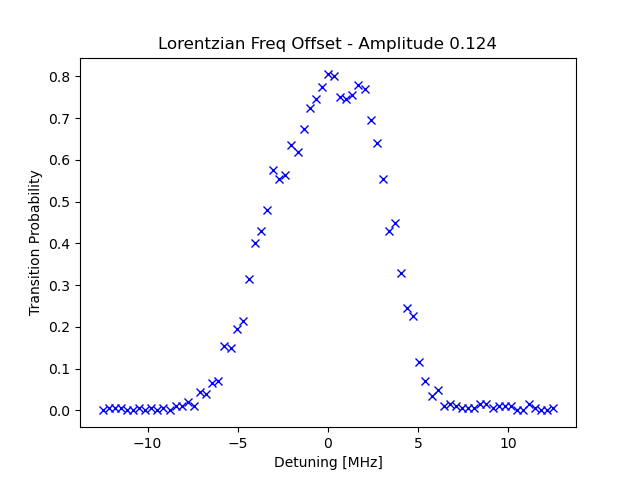 Lorentzian Freq Offset - Amplitude 0.124
Transition Probability
0.8
0.7
0.6
0.5
0.4
0.3
0.2
0.1
0.0
−10 −5 0 5 10
Detuning [MHz]